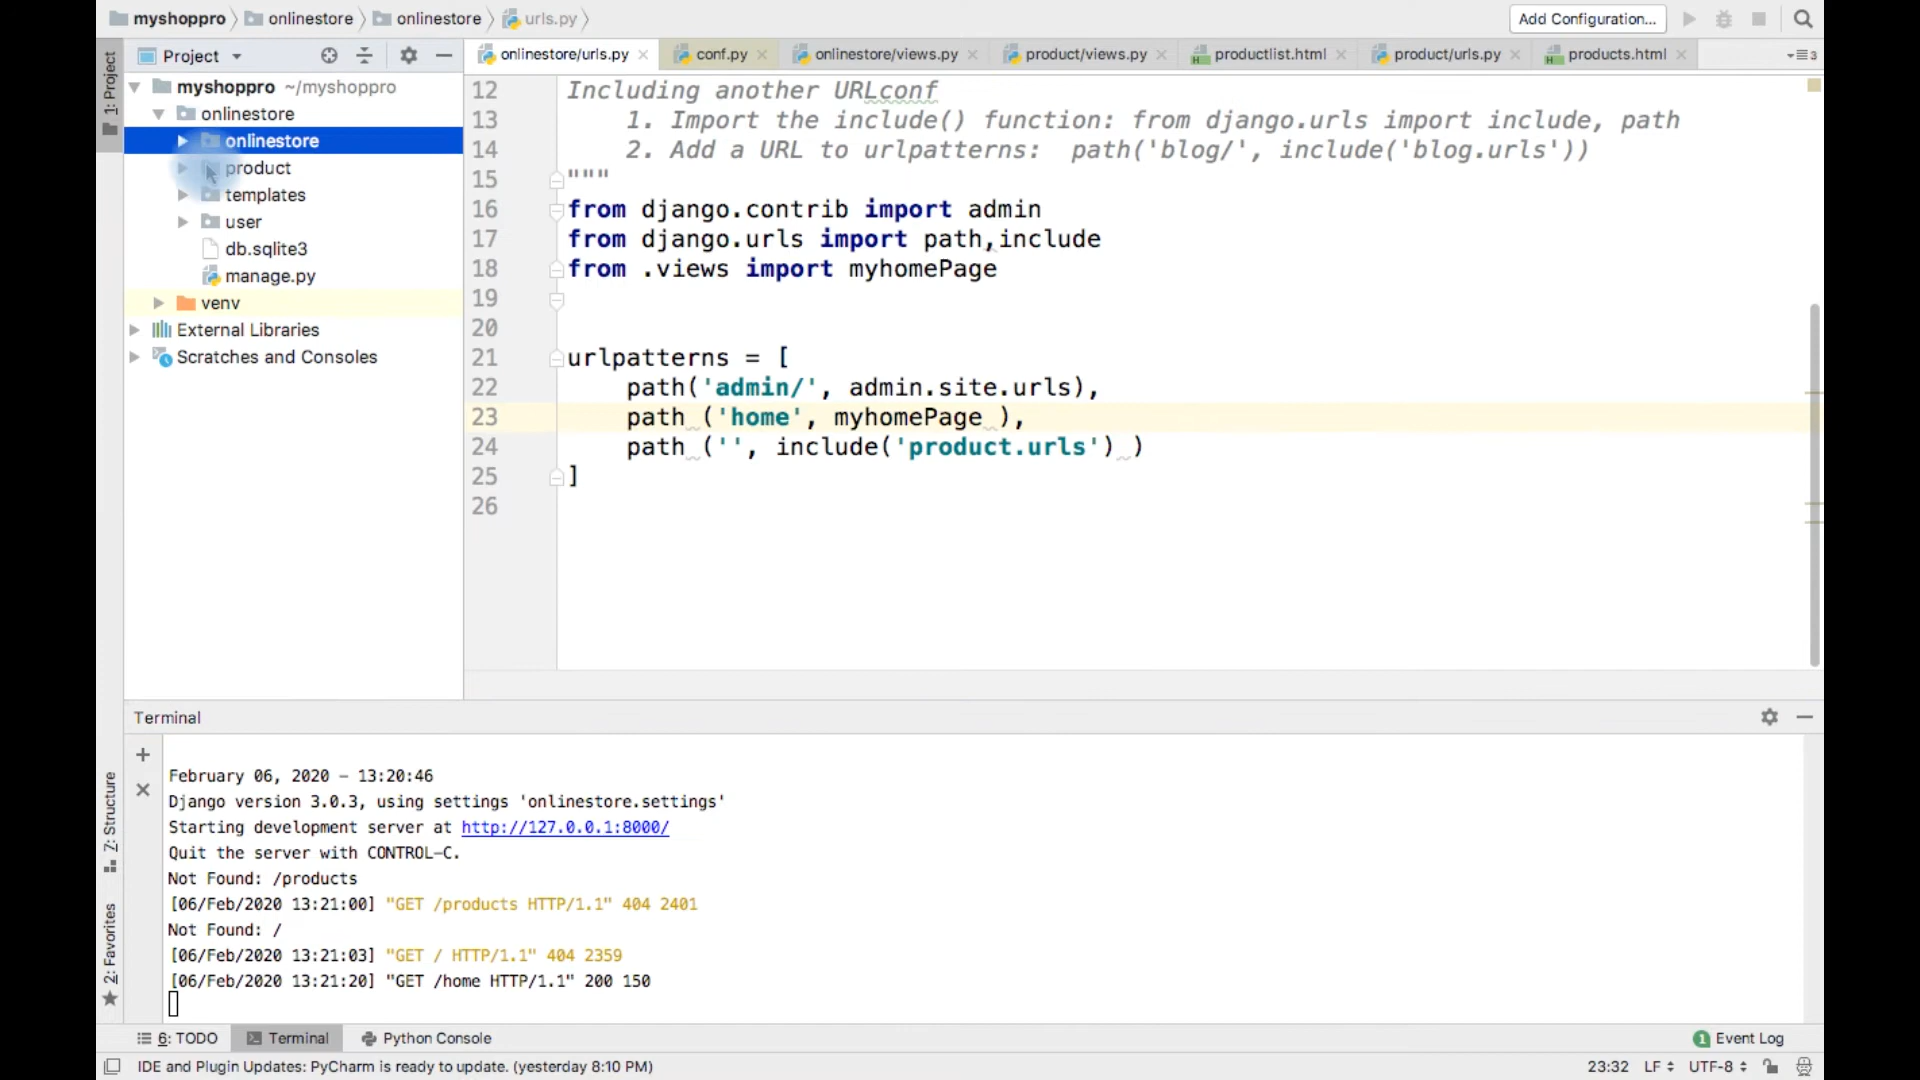 myshoppro onlinestore onlinestore urls.py
Add Configuration...
Project
onlinestore/urls.py conf.py onlinestore/views.py product/views.py productlist.html product/urls.py products.html 3
1: Project
myshoppro ~/myshoppro
onlinestore
onlinestore
product
templates
user
db.sqlite3
manage.py
venv
External Libraries
Scratches and Consoles
12 Including another URLconf
13 1. Import the include() function: from django.urls import include, path
14 2. Add a URL to urlpatterns: path('blog/', include('blog.urls'))
15 """
16 from django.contrib import admin
17 from django.urls import path,include
18 from .views import myhomePage
19
20
21 urlpatterns = [
22 path('admin/', admin.site.urls),
23 path ('home', myhomePage ),
24 path ('', include('product.urls') )
25 ]
26
Terminal
February 06, 2020 - 13:20:46
Django version 3.0.3, using settings 'onlinestore.settings'
Starting development server at http://127.0.0.1:8000/
Quit the server with CONTROL-C.
Not Found: /products
[06/Feb/2020 13:21:00] "GET /products HTTP/1.1" 404 2401
Not Found: /
[06/Feb/2020 13:21:03] "GET / HTTP/1.1" 404 2359
[06/Feb/2020 13:21:20] "GET /home HTTP/1.1" 200 150
7: Structure
2: Favorites
6: TODO Terminal Python Console
1 Event Log
IDE and Plugin Updates: PyCharm is ready to update. (yesterday 8:10 PM)
23:32 LF UTF-8